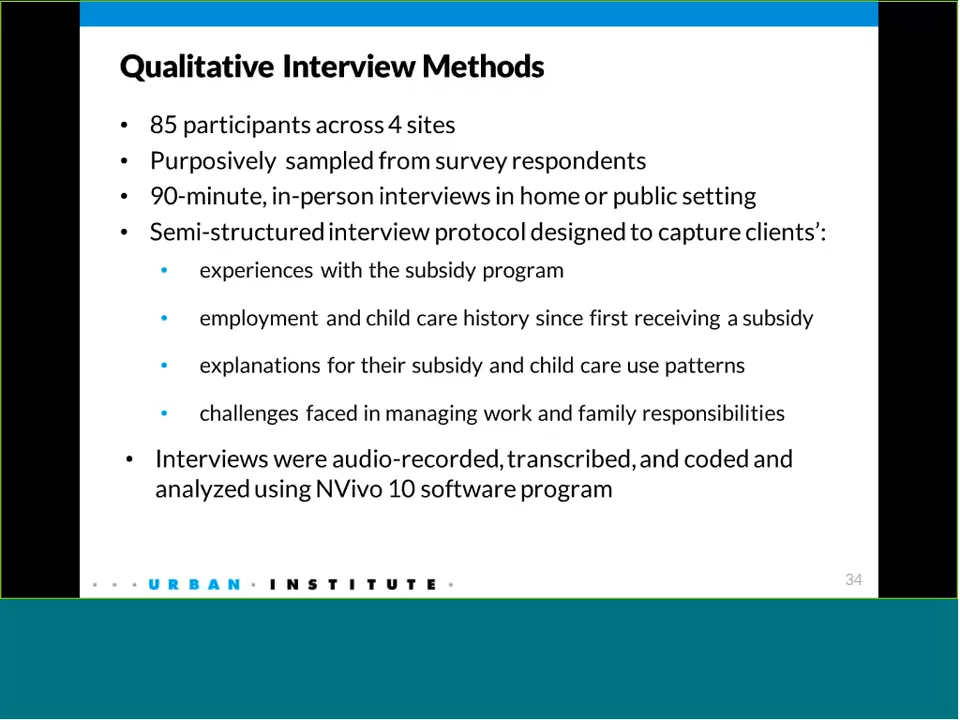 Qualitative Interview Methods
• 85 participants across 4 sites
• Purposively sampled from survey respondents
• 90-minute, in-person interviews in home or public setting
• Semi-structured interview protocol designed to capture clients’:
• experiences with the subsidy program
• employment and child care history since first receiving a subsidy
• explanations for their subsidy and child care use patterns
• challenges faced in managing work and family responsibilities
• Interviews were audio-recorded, transcribed, and coded and
analyzed using NVivo 10 software program
URBAN INSTITUTE
34